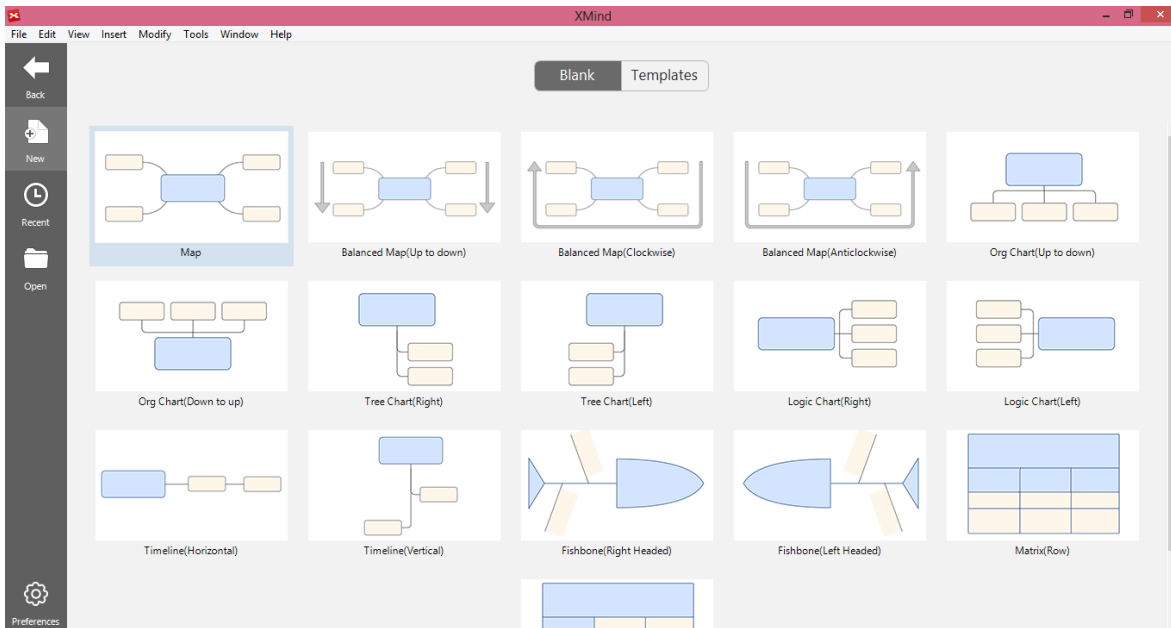 XMind
File Edit View Insert Modify Tools Window Help
Back
New
Recent
Open
Preferences
Blank Templates
Map Balanced Map(Up to down) Balanced Map(Clockwise) Balanced Map(Anticlockwise) Org Chart(Up to down)
Org Chart(Down to up) Tree Chart(Right) Tree Chart(Left) Logic Chart(Right) Logic Chart(Left)
Timeline(Horizontal) Timeline(Vertical) Fishbone(Right Headed) Fishbone(Left Headed) Matrix(Row)